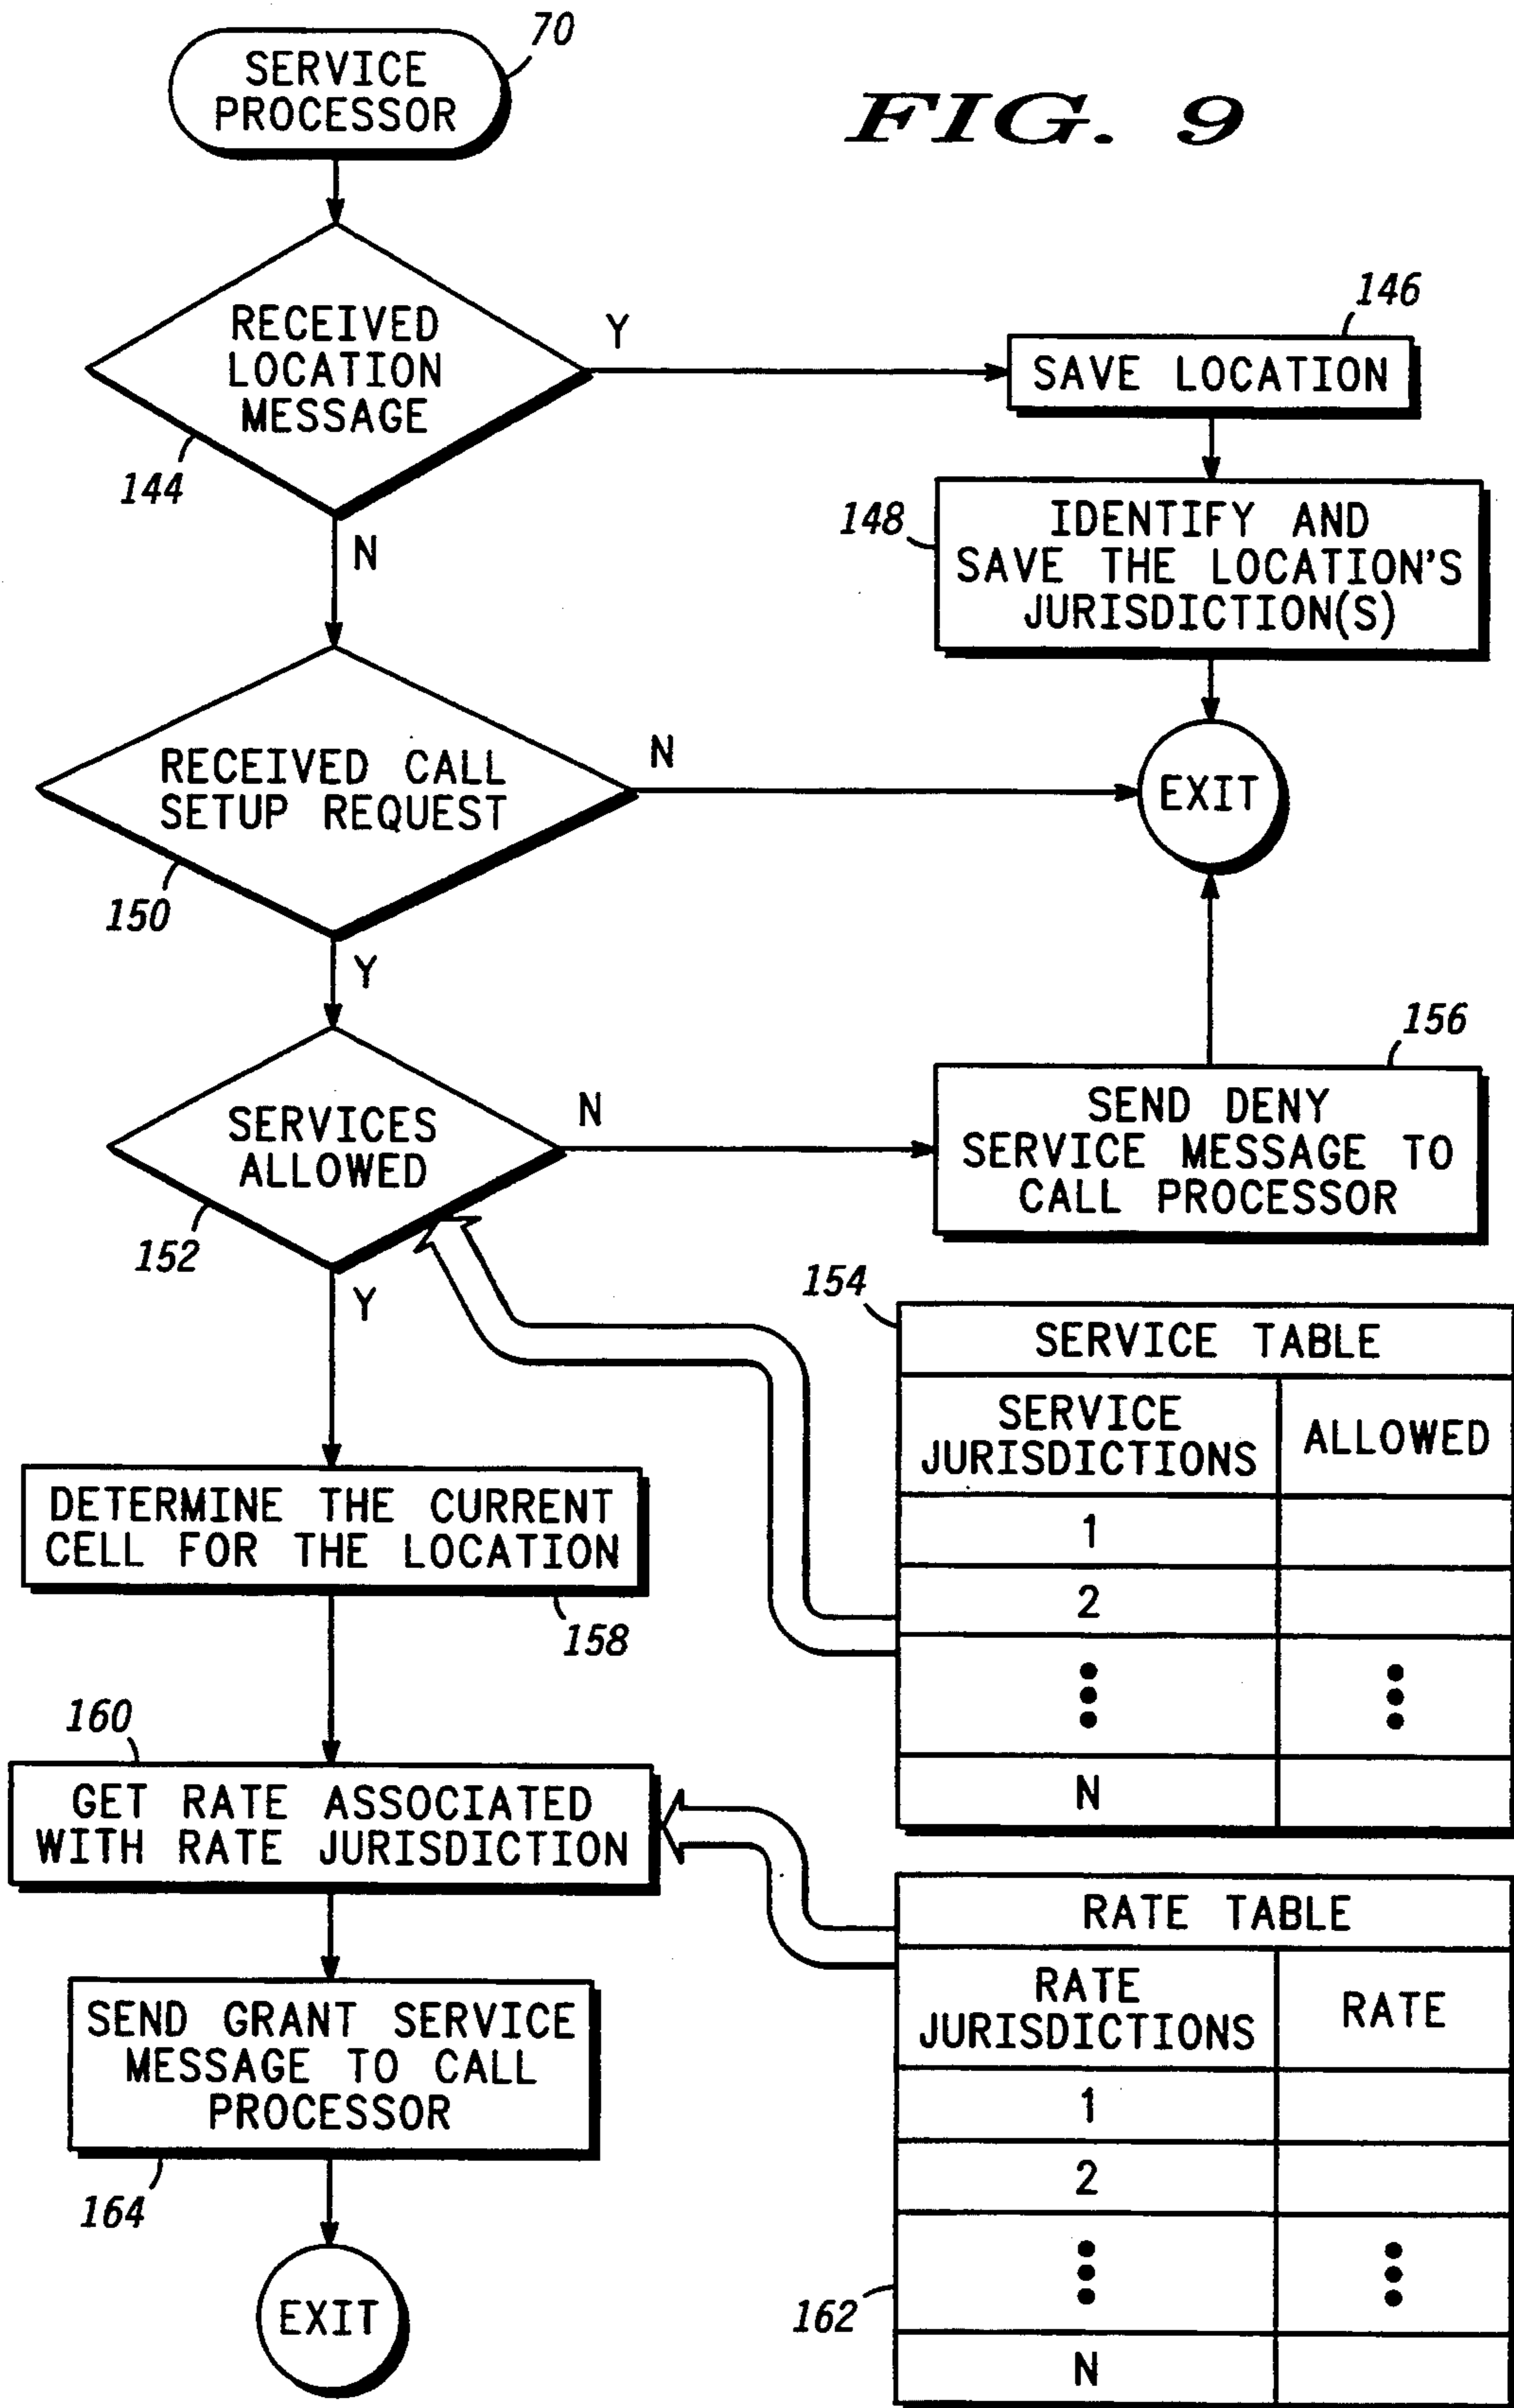 70
SERVICE
PROCESSOR
FIG. 9
RECEIVED
LOCATION
MESSAGE
144
Y
N
146
SAVE LOCATION
148
IDENTIFY AND
SAVE THE LOCATION'S
JURISDICTION(S)
RECEIVED CALL
SETUP REQUEST
150
N
Y
EXIT
SERVICES
ALLOWED
152
N
Y
156
SEND DENY
SERVICE MESSAGE TO
CALL PROCESSOR
154
SERVICE TABLE
SERVICE
JURISDICTIONS
ALLOWED
1
2
N
DETERMINE THE CURRENT
CELL FOR THE LOCATION
158
160
GET RATE ASSOCIATED
WITH RATE JURISDICTION
RATE TABLE
RATE
JURISDICTIONS
RATE
1
2
162
N
SEND GRANT SERVICE
MESSAGE TO CALL
PROCESSOR
164
EXIT